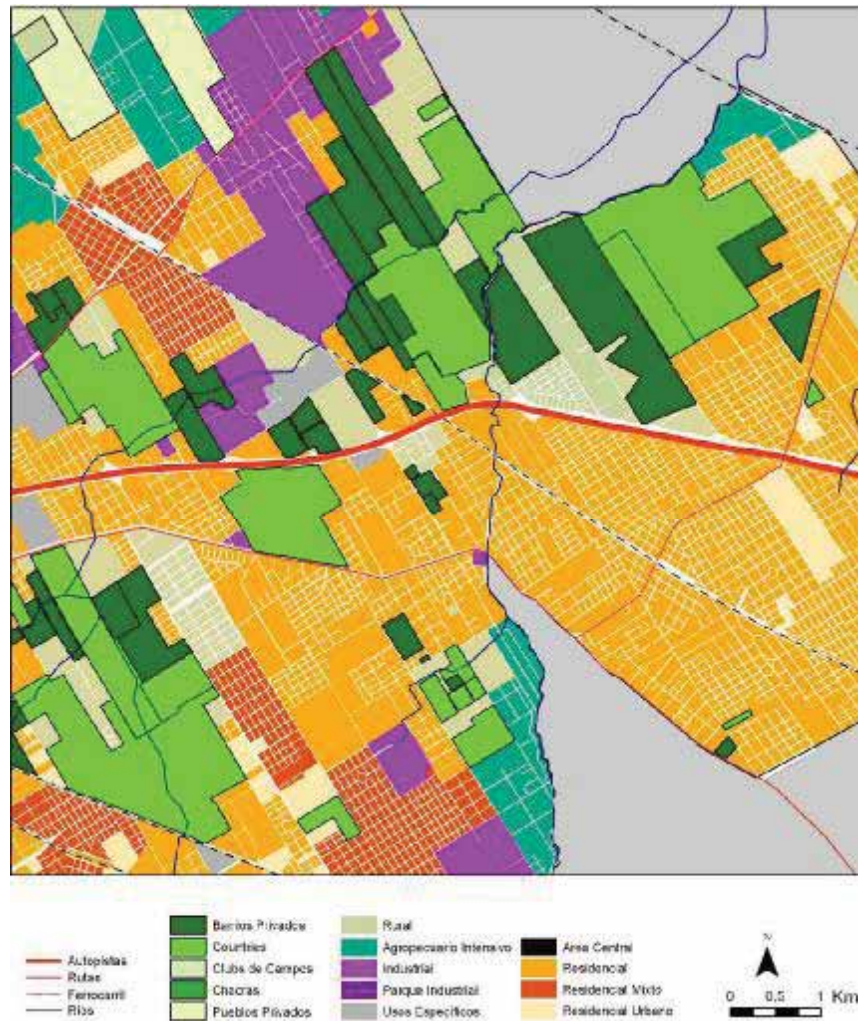 Autopistas
Rutas
Ferrocarril
Ríos
Barrios Privados
Countries
Clubs de Campos
Chacras
Pueblos Privados
Rural
Agropecuario Intensivo
Industrial
Parque Industrial
Usos Específicos
Area Central
Residencial
Residencial Mixto
Residencial Urbano
N
0 0,5 1 Km